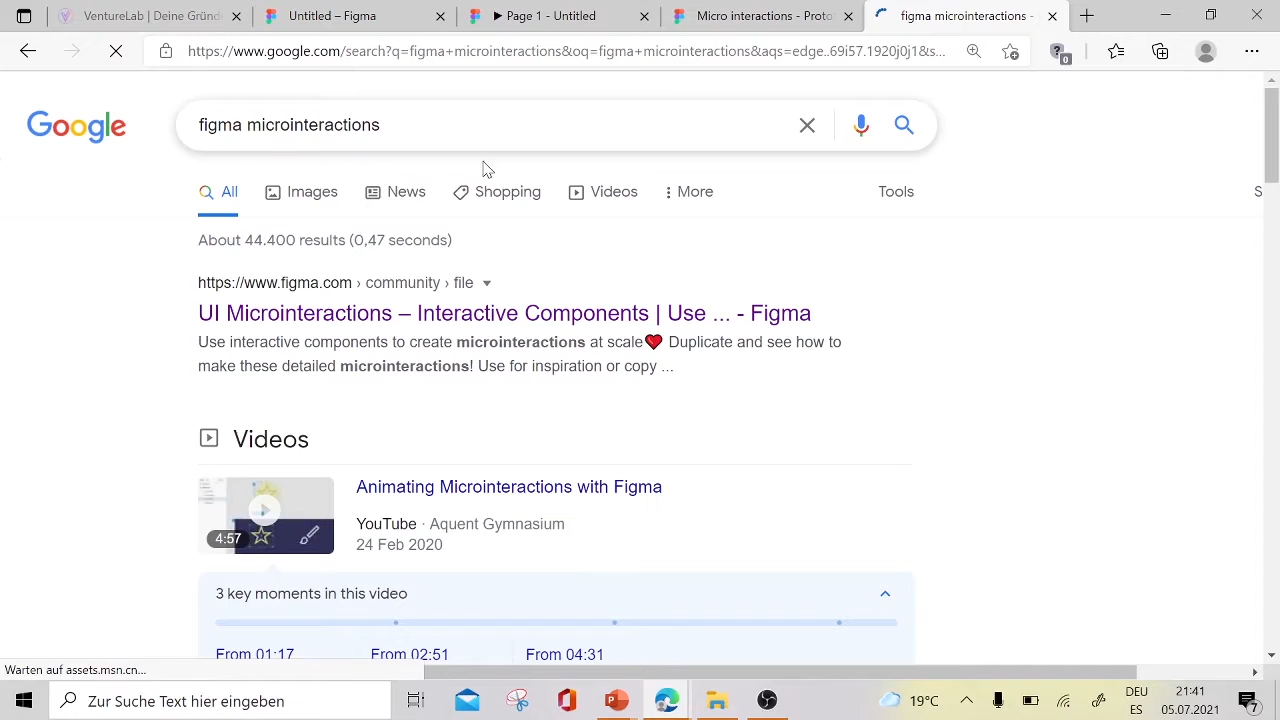 VentureLab | Deine Gründ
Untitled – Figma
Page 1 - Untitled
Micro interactions - Proto
figma microinteractions -
https://www.google.com/search?q=figma+microinteractions&oq=figma+microinteractions&aqs=edge..69i57.1920j0j1&s...
0
Google
figma microinteractions
All
Images
News
Shopping
Videos
More
Tools
S
About 44.400 results (0,47 seconds)
https://www.figma.com › community › file
UI Microinteractions – Interactive Components | Use ... - Figma
Use interactive components to create microinteractions at scale❤️ Duplicate and see how to
make these detailed microinteractions! Use for inspiration or copy ...
Videos
4:57
Animating Microinteractions with Figma
YouTube · Aquent Gymnasium
24 Feb 2020
3 key moments in this video
From 01:17
From 02:51
From 04:31
Warten auf assets.msn.cn...
Zur Suche Text hier eingeben
19°C
DEU
ES
21:41
05.07.2021
7